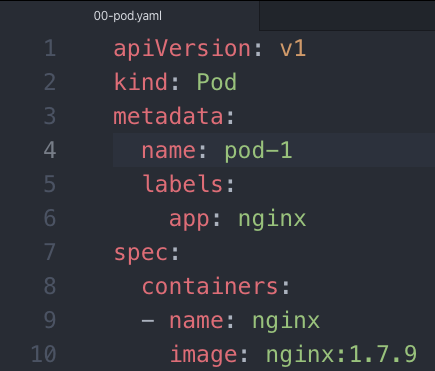 00-pod.yaml
1 apiVersion: v1
2 kind: Pod
3 metadata:
4   name: pod-1
5   labels:
6     app: nginx
7 spec:
8   containers:
9   - name: nginx
10     image: nginx:1.7.9